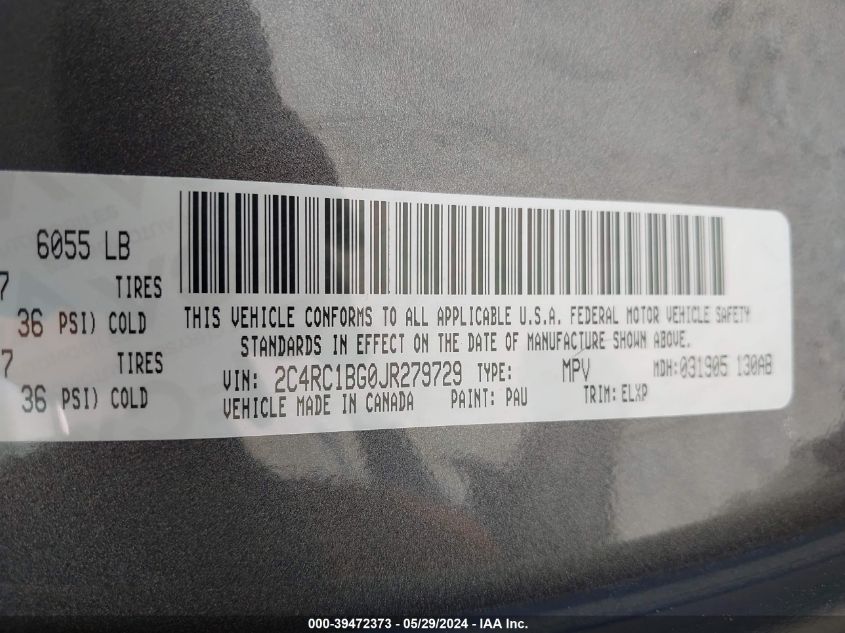 6055 LB
7 TIRES
36 PSI) COLD
7 TIRES
36 PSI) COLD
THIS VEHICLE CONFORMS TO ALL APPLICABLE U.S.A. FEDERAL MOTOR VEHICLE SAFETY
STANDARDS IN EFFECT ON THE DATE OF MANUFACTURE SHOWN ABOVE.
VIN: 2C4RC1BG0JR279729 TYPE: MPV MDH:031905 130AB
VEHICLE MADE IN CANADA PAINT: PAU TRIM: ELXP
000-39472373 - 05/29/2024 - IAA Inc.